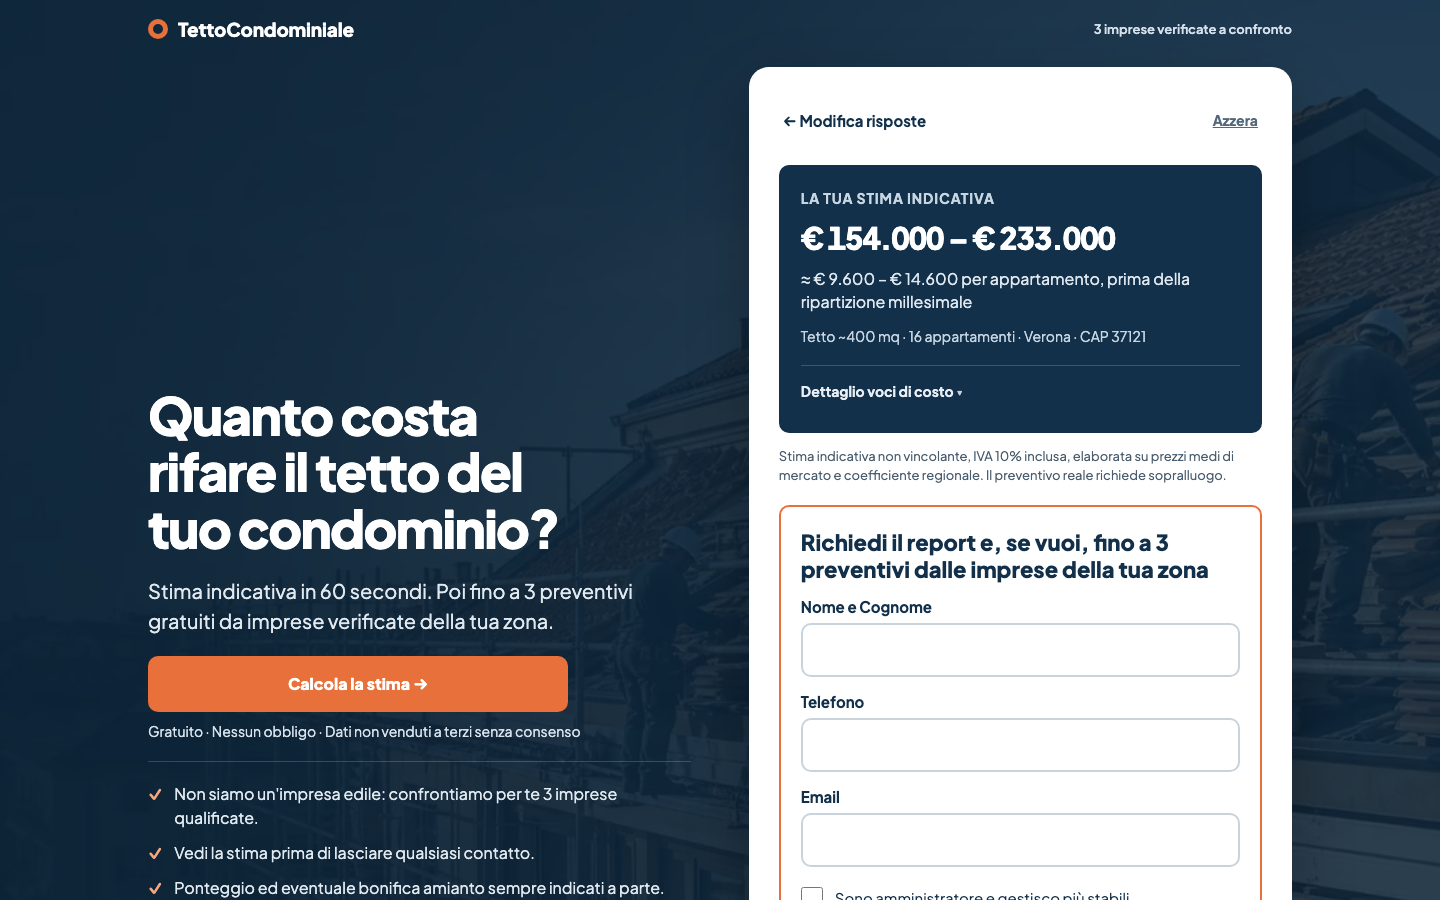 TettoCondominiale
3 imprese verificate a confronto
Quanto costa
rifare il tetto del
tuo condominio?
Stima indicativa in 60 secondi. Poi fino a 3 preventivi
gratuiti da imprese verificate della tua zona.
Calcola la stima →
Gratuito · Nessun obbligo · Dati non venduti a terzi senza consenso
Non siamo un'impresa edile: confrontiamo per te 3 imprese
qualificate.
Vedi la stima prima di lasciare qualsiasi contatto.
Ponteggio ed eventuale bonifica amianto sempre indicati a parte.
← Modifica risposte
Azzera
LA TUA STIMA INDICATIVA
€ 154.000 – € 233.000
≈ € 9.600 – € 14.600 per appartamento, prima della
ripartizione millesimale
Tetto ~400 mq · 16 appartamenti · Verona · CAP 37121
Dettaglio voci di costo ▾
Stima indicativa non vincolante, IVA 10% inclusa, elaborata su prezzi medi di
mercato e coefficiente regionale. Il preventivo reale richiede sopralluogo.
Richiedi il report e, se vuoi, fino a 3
preventivi dalle imprese della tua zona
Nome e Cognome
Telefono
Email
Sono amministratore e gestisco più stabili